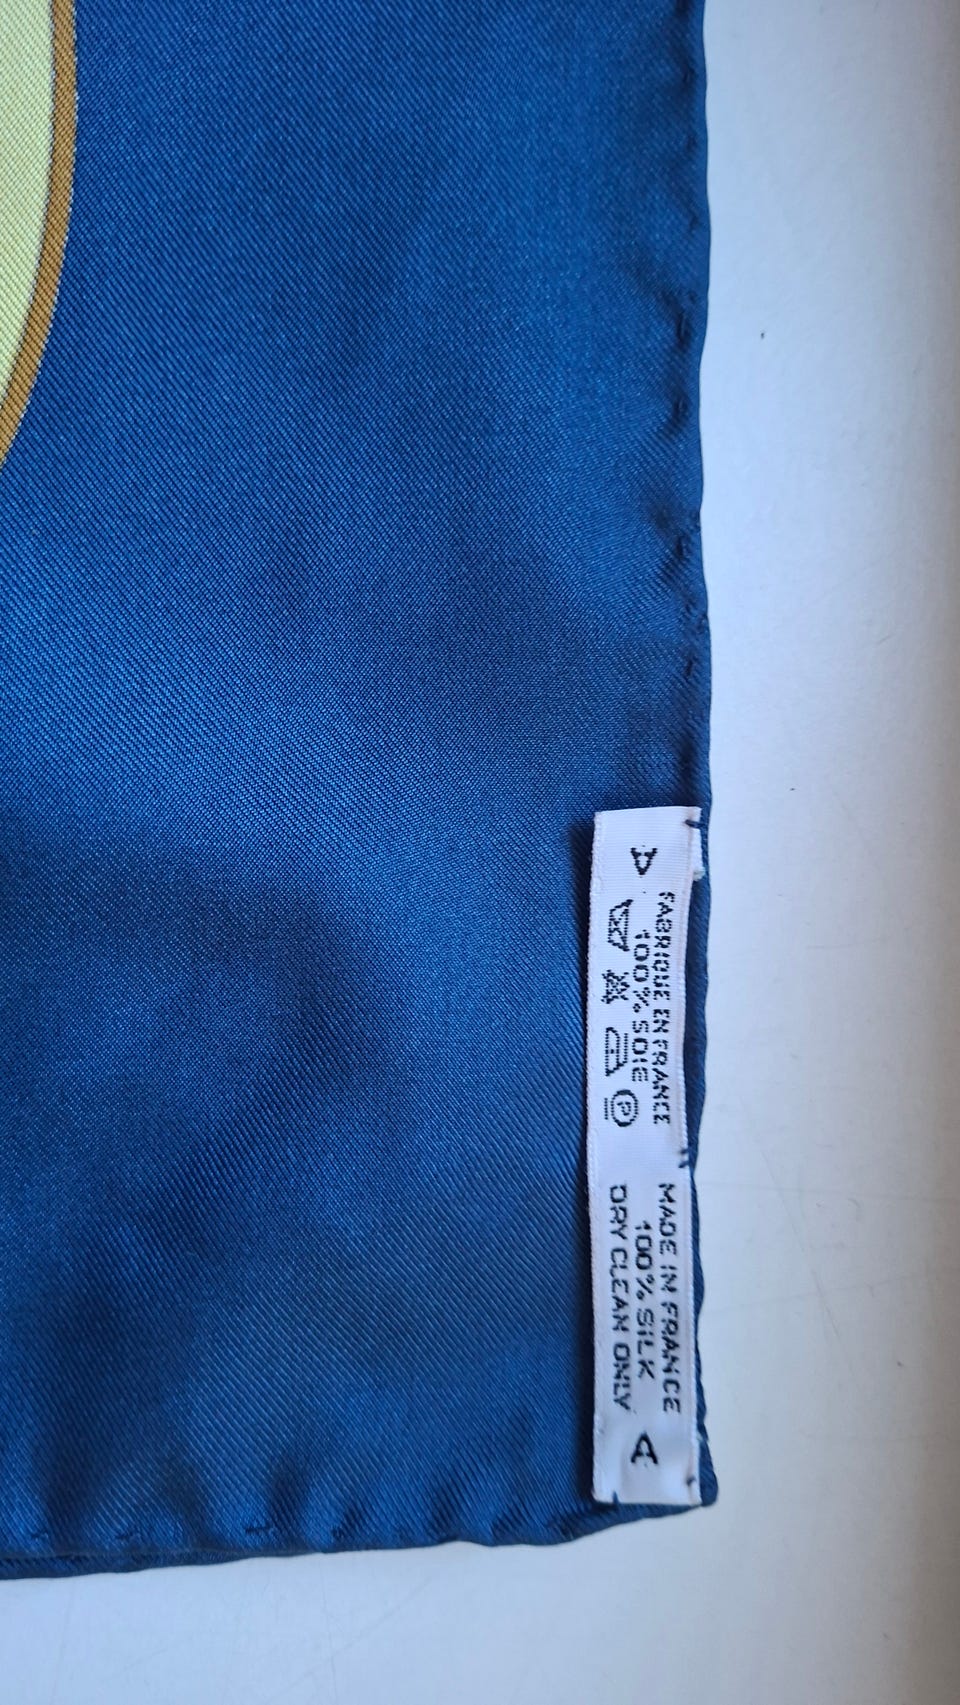 A
FABRIQUE EN FRANCE
100% SOIE
P
MADE IN FRANCE
100% SILK
DRY CLEAN ONLY
A